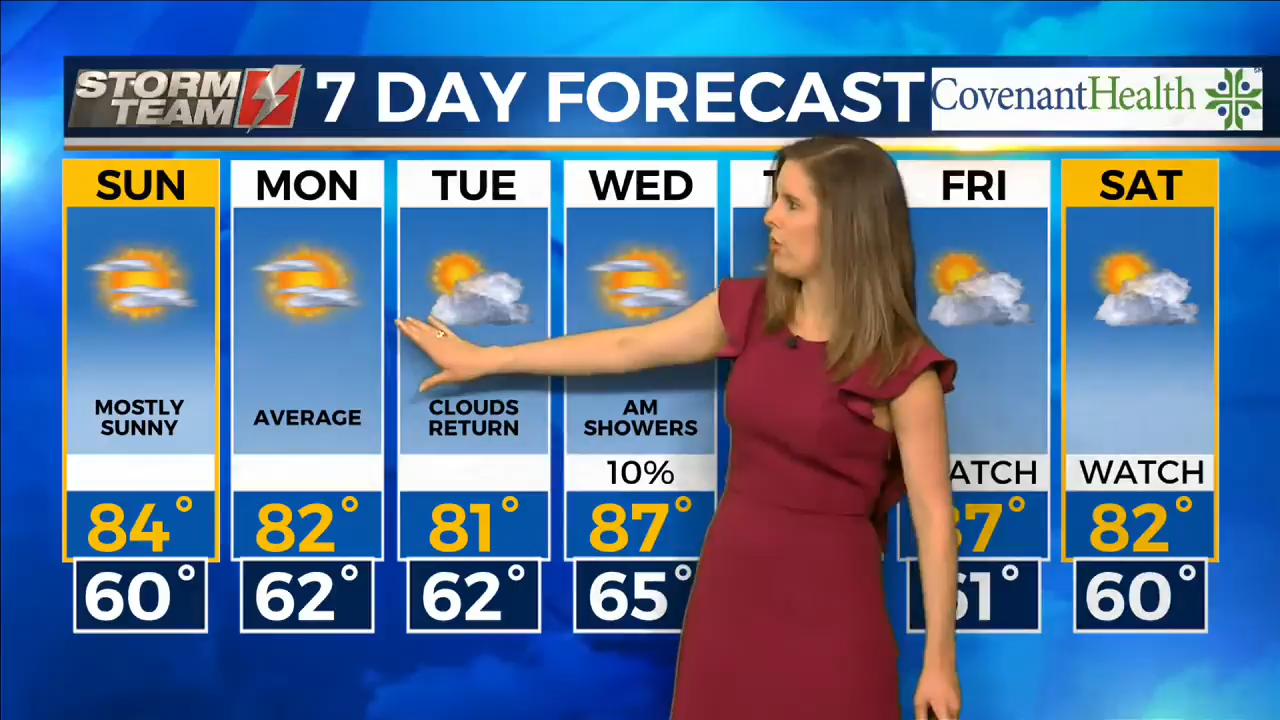 STORM TEAM 7 DAY FORECAST CovenantHealth
SUN MON TUE WED FRI SAT
MOSTLY SUNNY
AVERAGE
CLOUDS RETURN
AM SHOWERS
10% WATCH
84° 82° 81° 87° 82°
60° 62° 62° 65° 60°